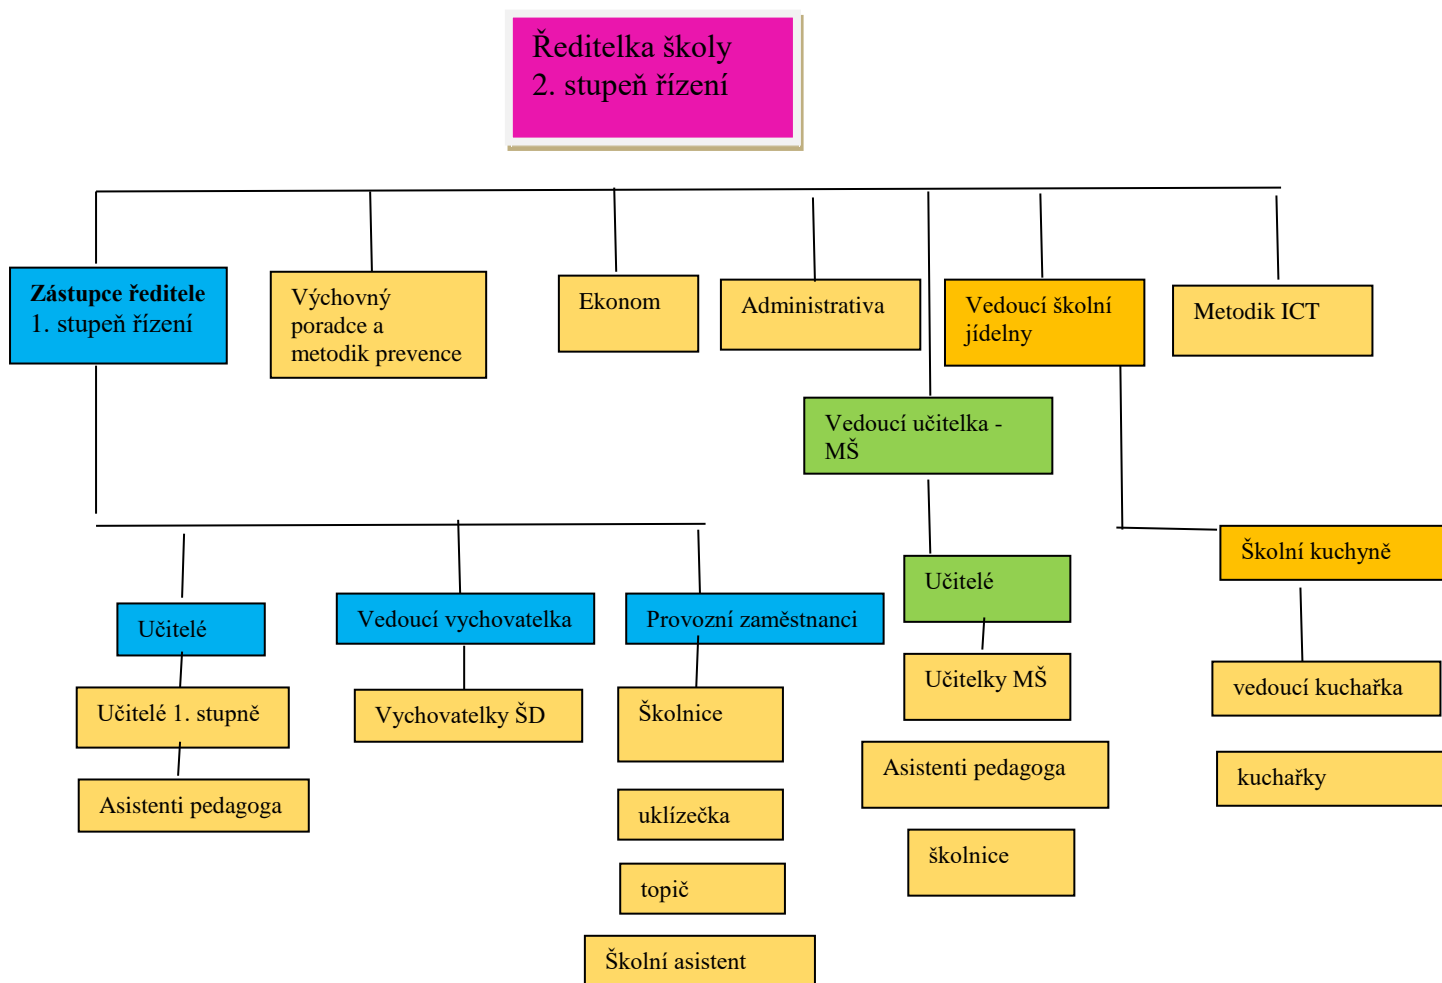 Ředitelka školy
2. stupeň řízení
Zástupce ředitele
1. stupeň řízení
Výchovný
poradce a
metodik prevence
Ekonom
Administrativa
Vedoucí školní
jídelny
Metodik ICT
Vedoucí učitelka -
MŠ
Učitelé
Vedoucí vychovatelka
Provozní zaměstnanci
Učitelé
Školní kuchyně
Učitelé 1. stupně
Vychovatelky ŠD
Školnice
Učitelky MŠ
vedoucí kuchařka
Asistenti pedagoga
uklízečka
Asistenti pedagoga
kuchařky
topič
školnice
Školní asistent